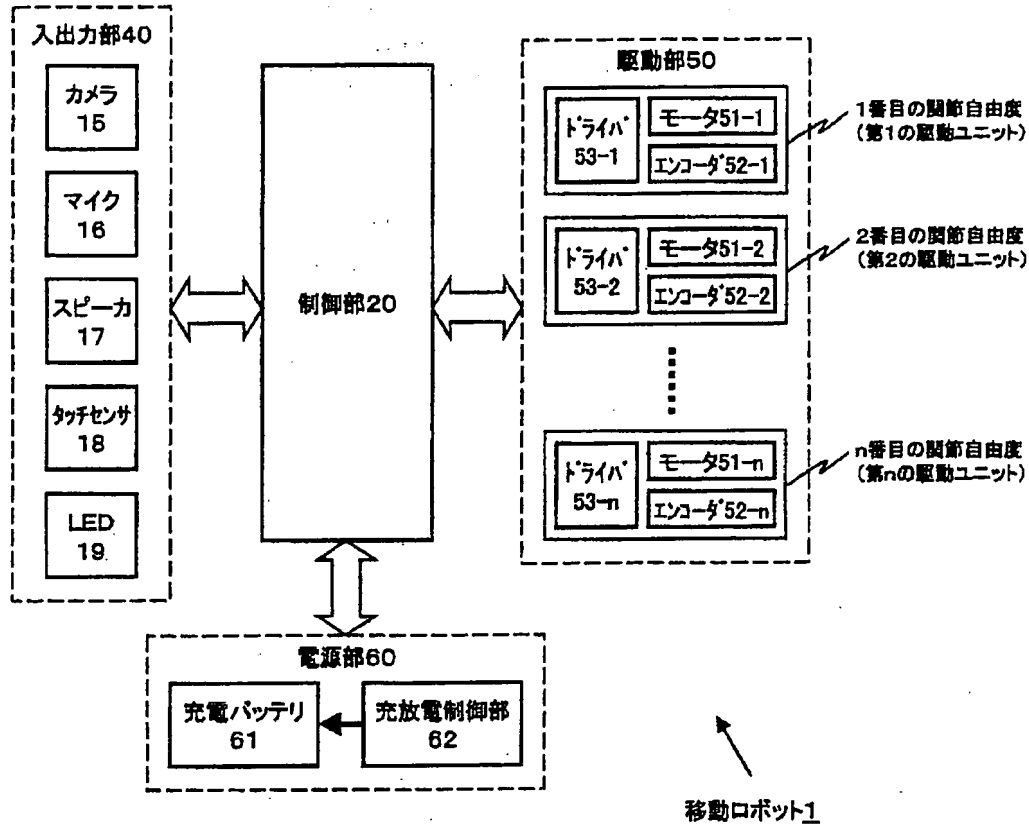 入出力部40
カメラ
15
マイク
16
スピーカ
17
タッチセンサ
18
LED
19
制御部20
駆動部50
ドライバ
53-1
モータ51-1
エンコーダ52-1
1番目の関節自由度
(第1の駆動ユニット)
ドライバ
53-2
モータ51-2
エンコーダ52-2
2番目の関節自由度
(第2の駆動ユニット)
ドライバ
53-n
モータ51-n
エンコーダ52-n
n番目の関節自由度
(第nの駆動ユニット)
電源部60
充電バッテリ
61
充放電制御部
62
移動ロボット1